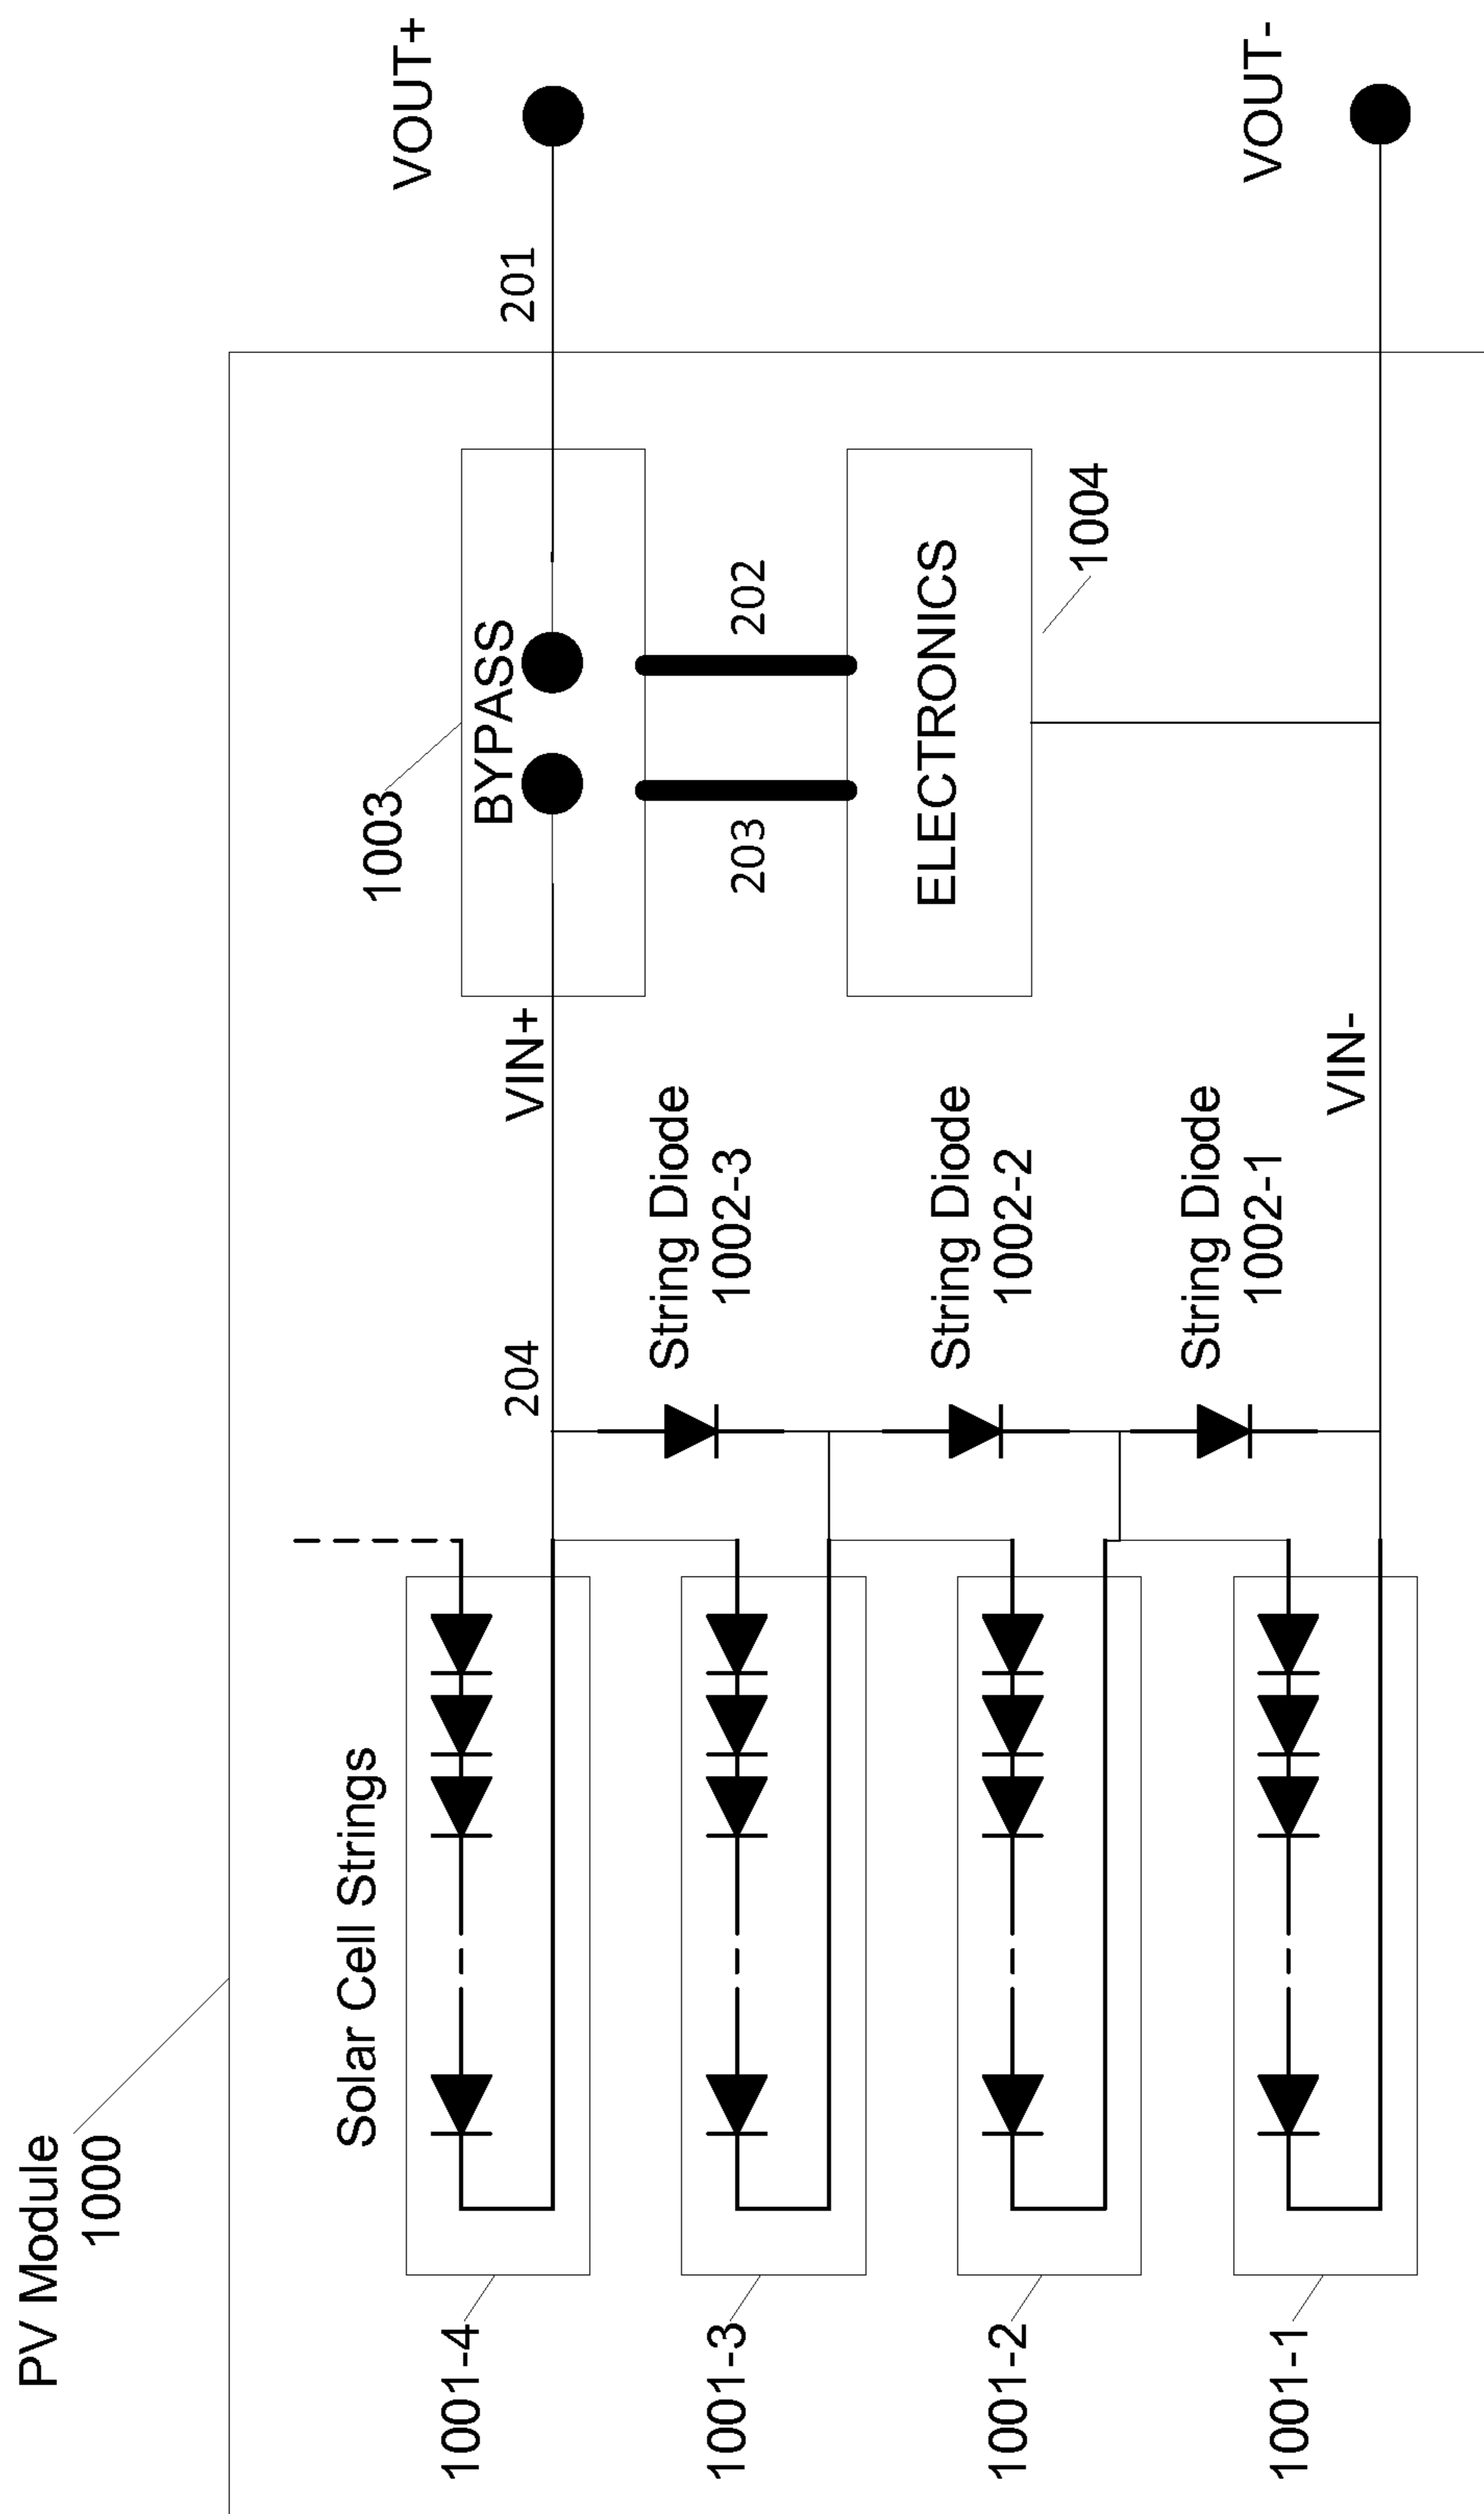 PV Module
1000
Solar Cell Strings
1001-4
1001-3
1001-2
1001-1
204
String Diode
1002-3
String Diode
1002-2
String Diode
1002-1
VIN+
VIN-
1003
BYPASS
203
202
ELECTRONICS
1004
201
VOUT+
VOUT-